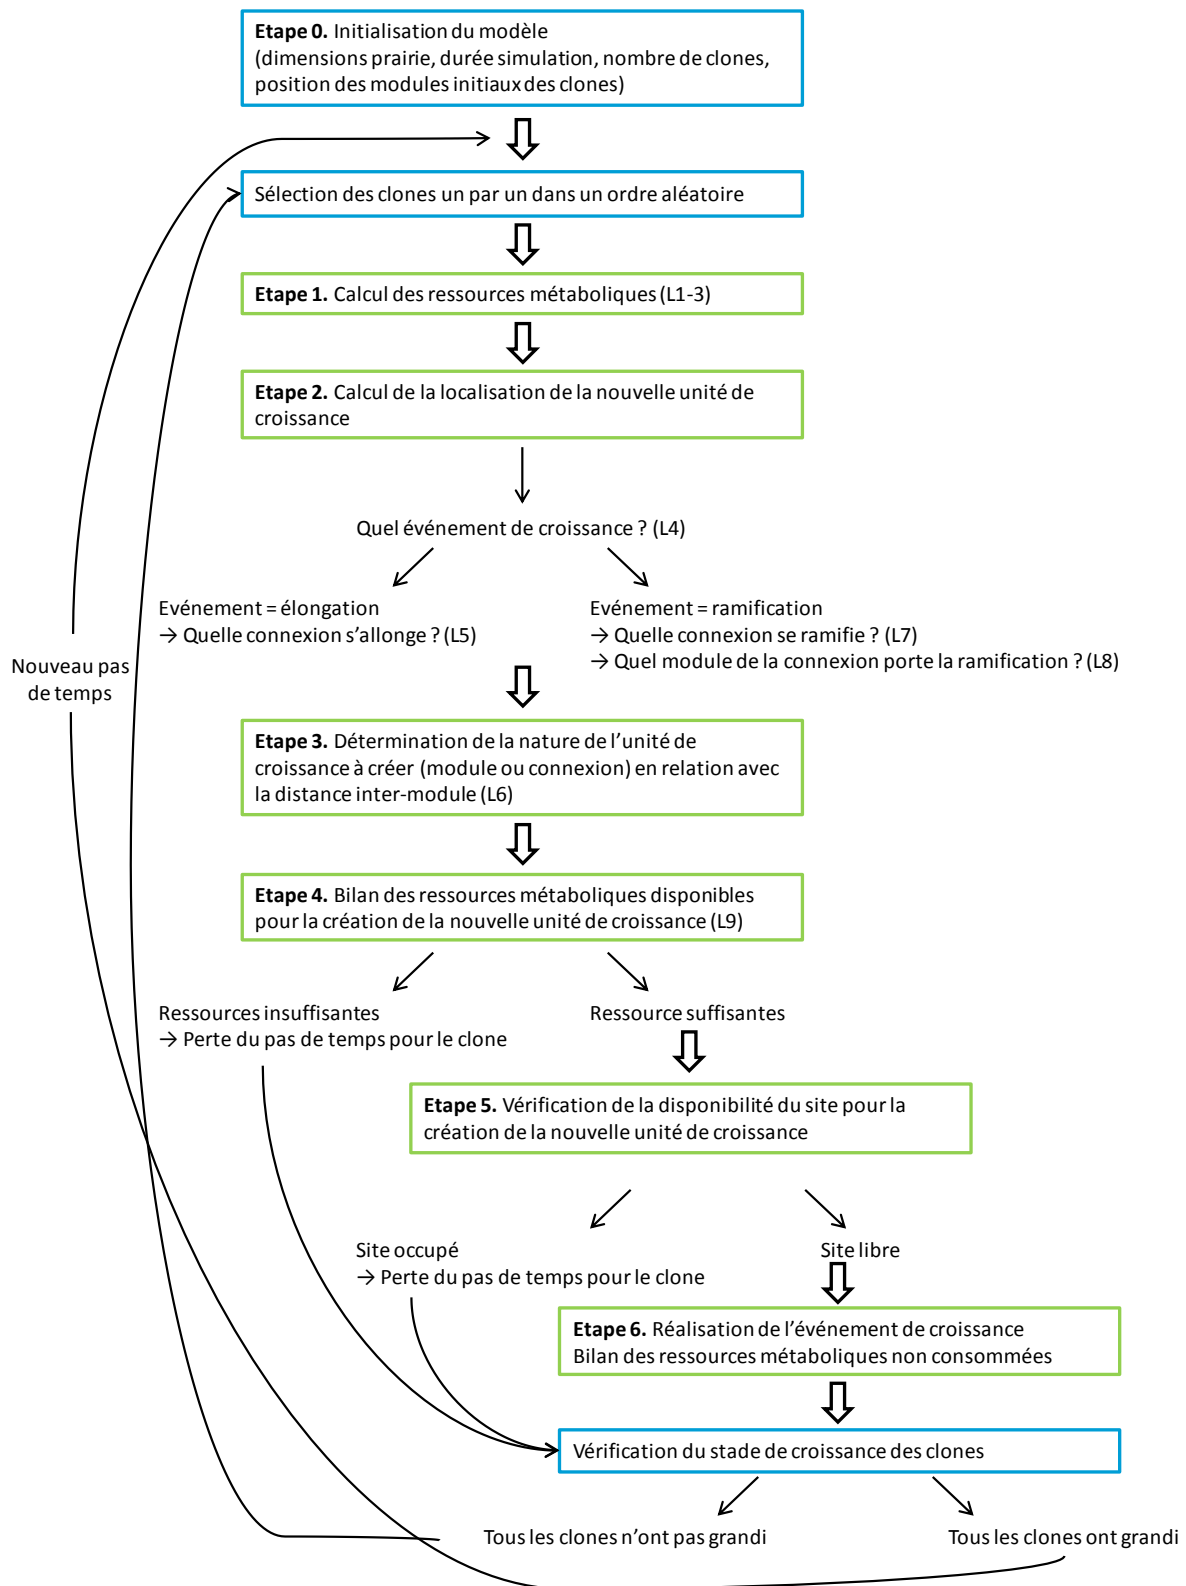 Etape 0. Initialisation du modèle
(dimensions prairie, durée simulation, nombre de clones,
position des modules initiaux des clones)
Sélection des clones un par un dans un ordre aléatoire
Etape 1. Calcul des ressources métaboliques (L1-3)
Etape 2. Calcul de la localisation de la nouvelle unité de
croissance
Quel événement de croissance ? (L4)
Evénement = élongation
→ Quelle connexion s’allonge ? (L5)
Evénement = ramification
→ Quelle connexion se ramifie ? (L7)
→ Quel module de la connexion porte la ramification ? (L8)
Nouveau pas
de temps
Etape 3. Détermination de la nature de l’unité de
croissance à créer (module ou connexion) en relation avec
la distance inter-module (L6)
Etape 4. Bilan des ressources métaboliques disponibles
pour la création de la nouvelle unité de croissance (L9)
Ressources insuffisantes
→ Perte du pas de temps pour le clone
Ressource suffisantes
Etape 5. Vérification de la disponibilité du site pour la
création de la nouvelle unité de croissance
Site occupé
→ Perte du pas de temps pour le clone
Site libre
Etape 6. Réalisation de l’événement de croissance
Bilan des ressources métaboliques non consommées
Vérification du stade de croissance des clones
Tous les clones n’ont pas grandi
Tous les clones ont grandi